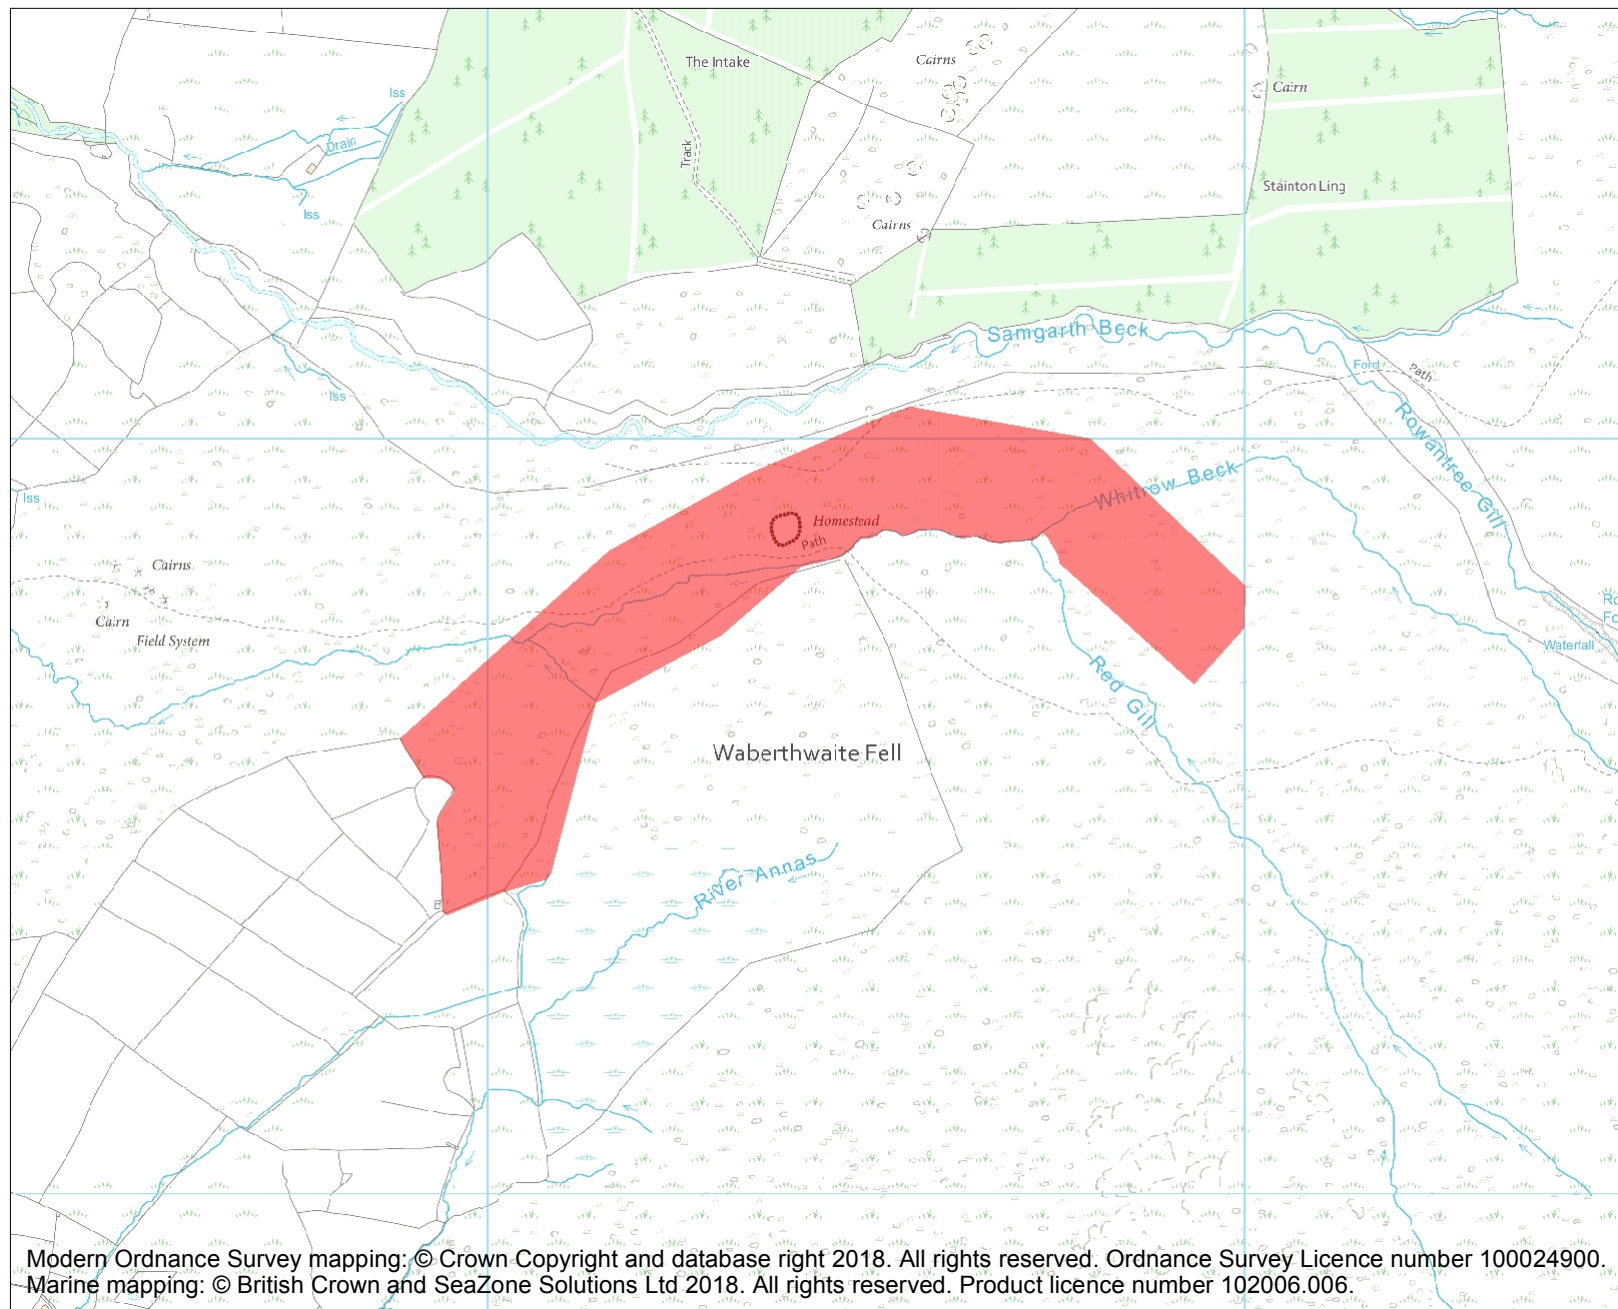 The Intake
Cairns
Cairn
Iss
Drain
Track
Stainton Ling
Iss
Cairns
Samgarth Beck
Ford
Path
Iss
Rowantree Gill
Whitrow Beck
Iss
Homestead
Path
Cairns
Cairn
Field System
Waterfall
Red Gill
Waberthwaite Fell
River Annas
Modern Ordnance Survey mapping: © Crown Copyright and database right 2018. All rights reserved. Ordnance Survey Licence number 100024900.
Marine mapping: © British Crown and SeaZone Solutions Ltd 2018. All rights reserved. Product licence number 102006.006.